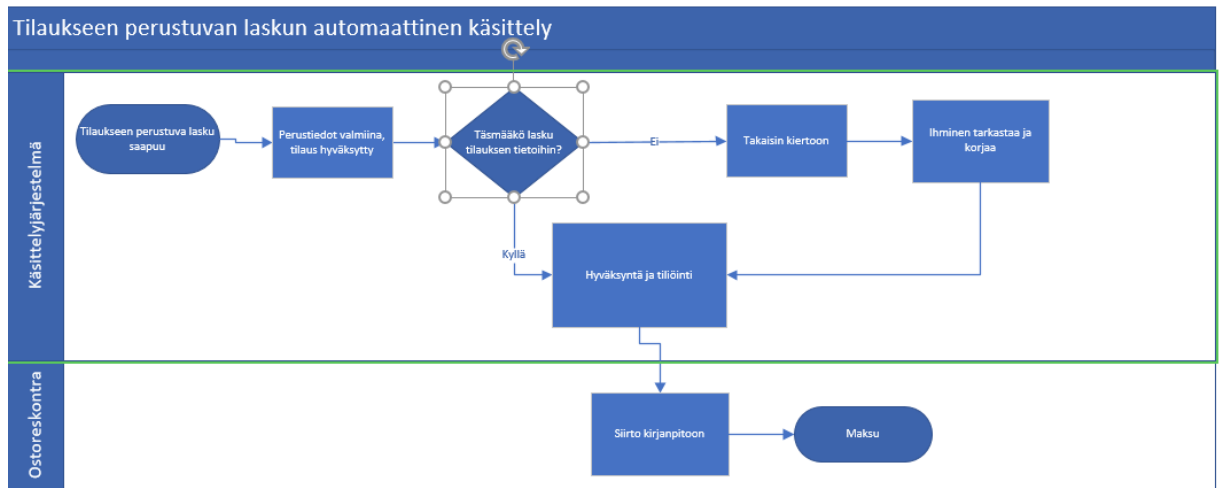 Tilaukseen perustuvan laskun automaattinen käsittely
Käsittelyjärjestelmä
Tilaukseen perustuva lasku
saapuu
Perustiedot valmiina,
tilaus hyväksytty
Täsmääkö lasku
tilauksen tietoihin?
Ei
Takaisin kiertoon
Ihminen tarkastaa ja
korjaa
Kyllä
Hyväksyntä ja tiliöinti
Ostoreskontra
Siirto kirjanpitoon
Maksu